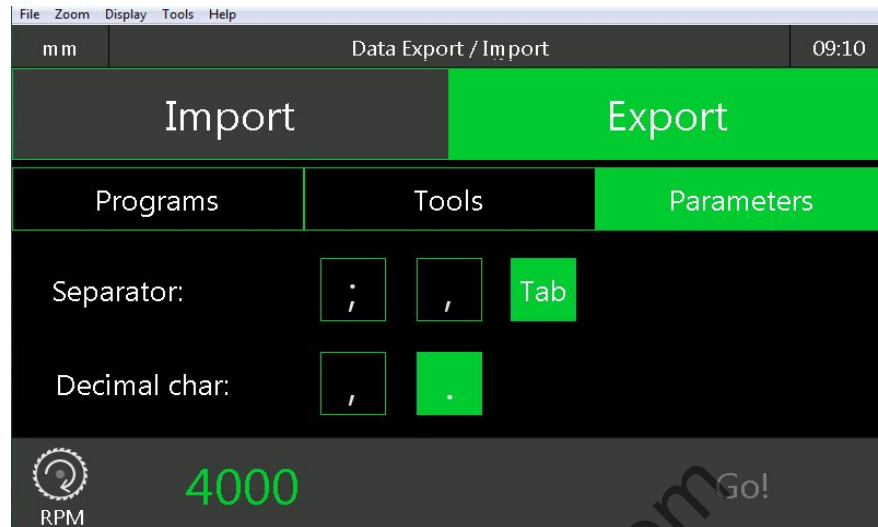 File Zoom Display Tools Help
mm Data Export / Import 09:10
Import Export
Programs Tools Parameters
Separator: ; , Tab
Decimal char: , .
4000 Go!
RPM
om